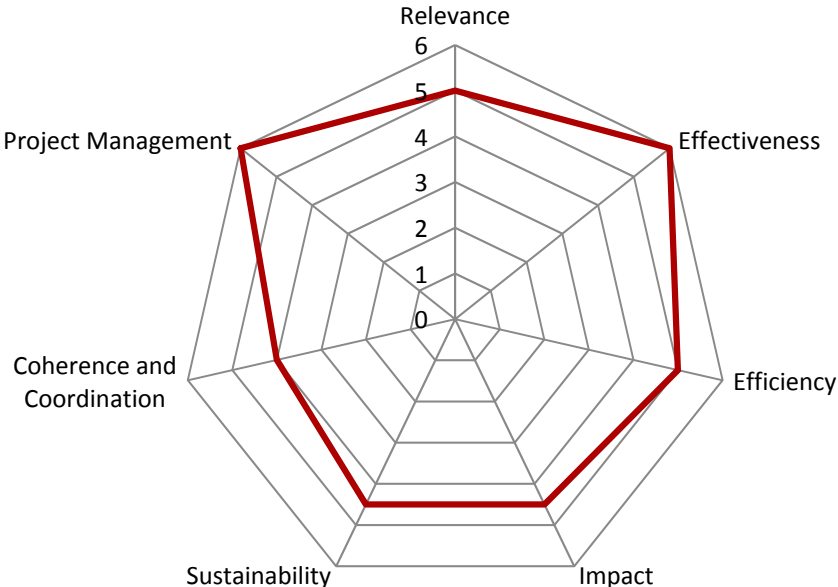 Relevance
6
5
Project Management
Effectiveness
4
3
2
1
0
Coherence and
Coordination
Efficiency
Sustainability
Impact